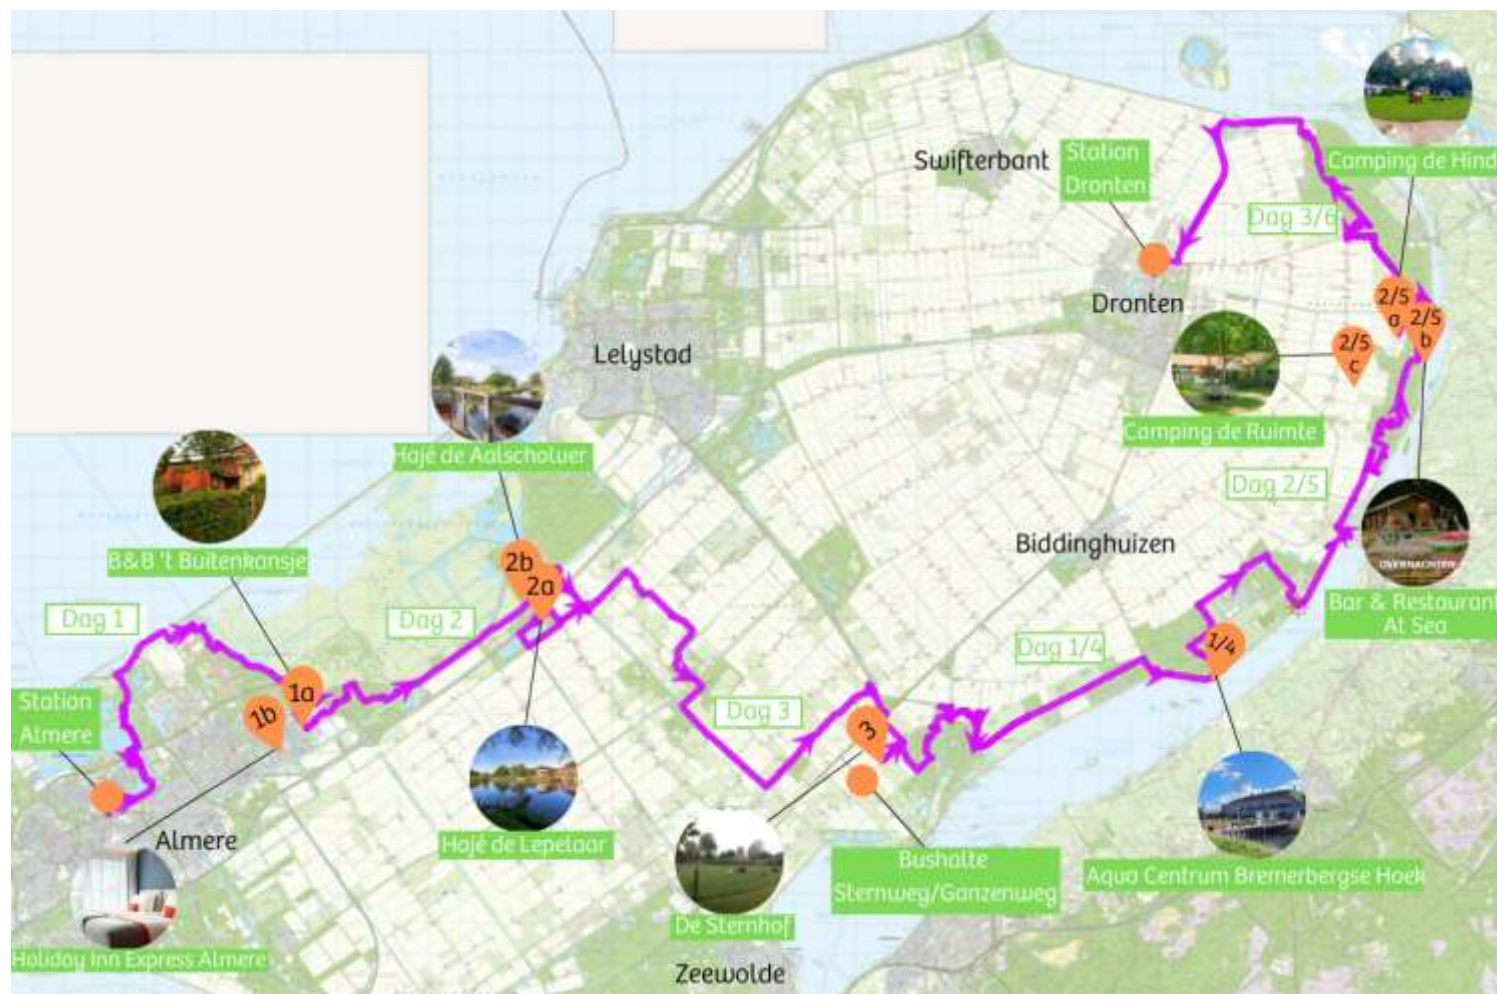 Swifterbant
Station
Dronten
Camping de Hind
Dag 3/6
Dronten
2/5
a
2/5
b
2/5
c
Lelystad
Camping de Ruimte
Hajé de Aalscholver
Dag 2/5
OVERNACHTEN
B&B 't Buitenkansje
Biddinghuizen
2b
2a
Bar & Restaurant
At Sea
Dag 1
Dag 2
Dag 1/4
1/4
Station
Almere
1a
1b
Dag 3
3
Almere
Hajé de Lepelaar
Bushalte
Sternweg/Ganzenweg
Aqua Centrum Bremerbergse Hoek
De Sternhof
Holiday Inn Express Almere
Zeewolde